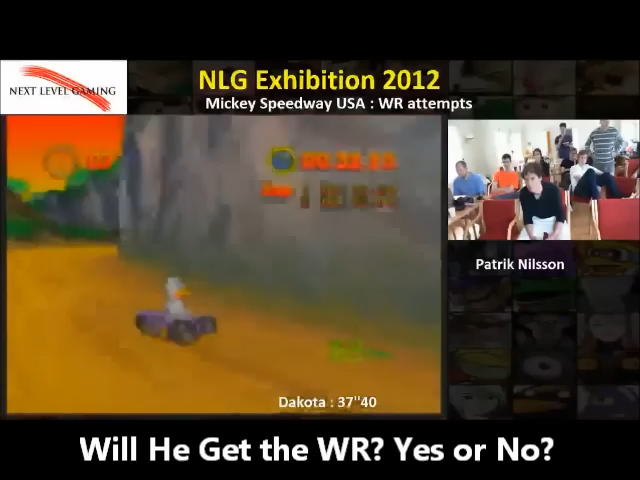 NEXT LEVEL GAMING
NLG Exhibition 2012
Mickey Speedway USA : WR attempts
Patrik Nilsson
Dakota : 37"40
Will He Get the WR? Yes or No?